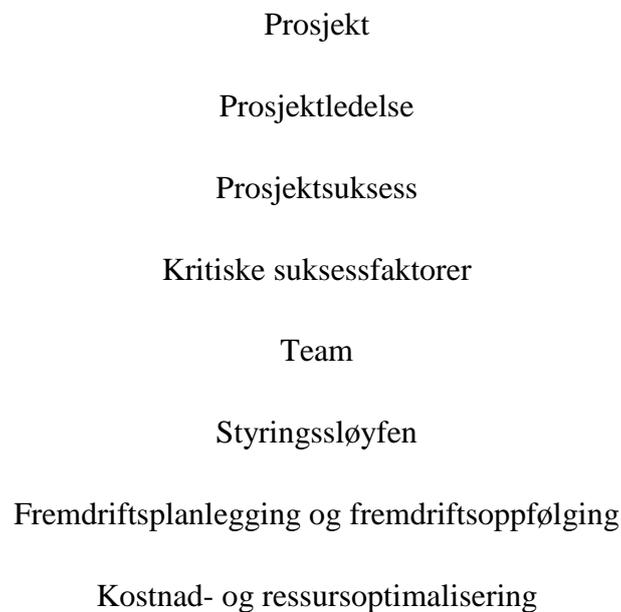 Prosjekt
Prosjektledelse
Prosjektsuksess
Kritiske suksessfaktorer
Team
Styringssløyfen
Fremdriftsplanlegging og fremdriftsoppfølging
Kostnad- og ressursoptimalisering